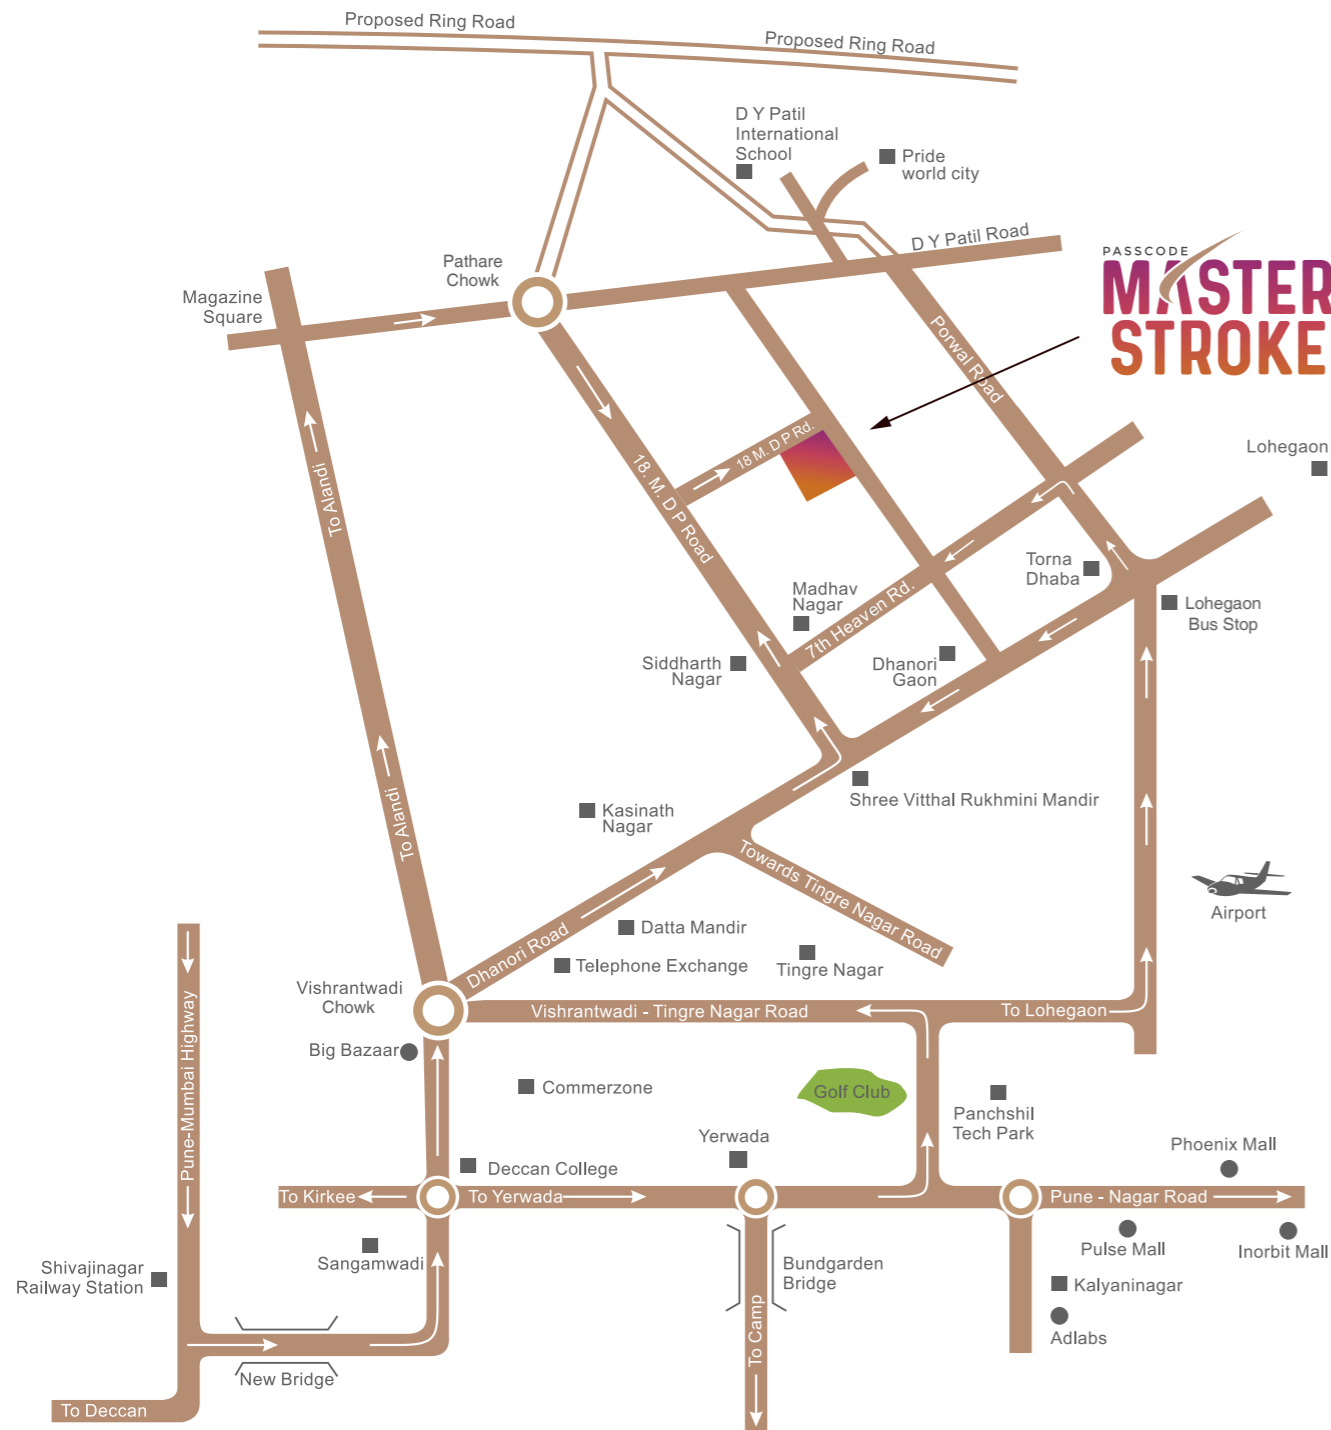 Proposed Ring Road
Proposed Ring Road
D Y Patil
International
School
Pride
world city
D Y Patil Road
PASSCODE
MASTER
STROKE
Pathare
Chowk
Magazine
Square
Porwal Road
18 M. D P Rd.
18. M. D P Road
To Alandi
Lohegaon
Torna
Dhaba
Madhav
Nagar
7th Heaven Rd.
Lohegaon
Bus Stop
Siddharth
Nagar
Dhanori
Gaon
Shree Vitthal Rukhmini Mandir
Kasinath
Nagar
To Alandi
Towards Tingre Nagar Road
Airport
Datta Mandir
Dhanori Road
Telephone Exchange
Tingre Nagar
Vishrantwadi
Chowk
Vishrantwadi - Tingre Nagar Road
To Lohegaon
Big Bazaar
Pune-Mumbai Highway
Commerzone
Golf Club
Panchshil
Tech Park
Yerwada
Phoenix Mall
Deccan College
To Kirkee
To Yerwada
Pune - Nagar Road
Sangamwadi
Bundgarden
Bridge
Pulse Mall
Inorbit Mall
Shivajinagar
Railway Station
Kalyaninagar
To Camp
Adlabs
New Bridge
To Deccan